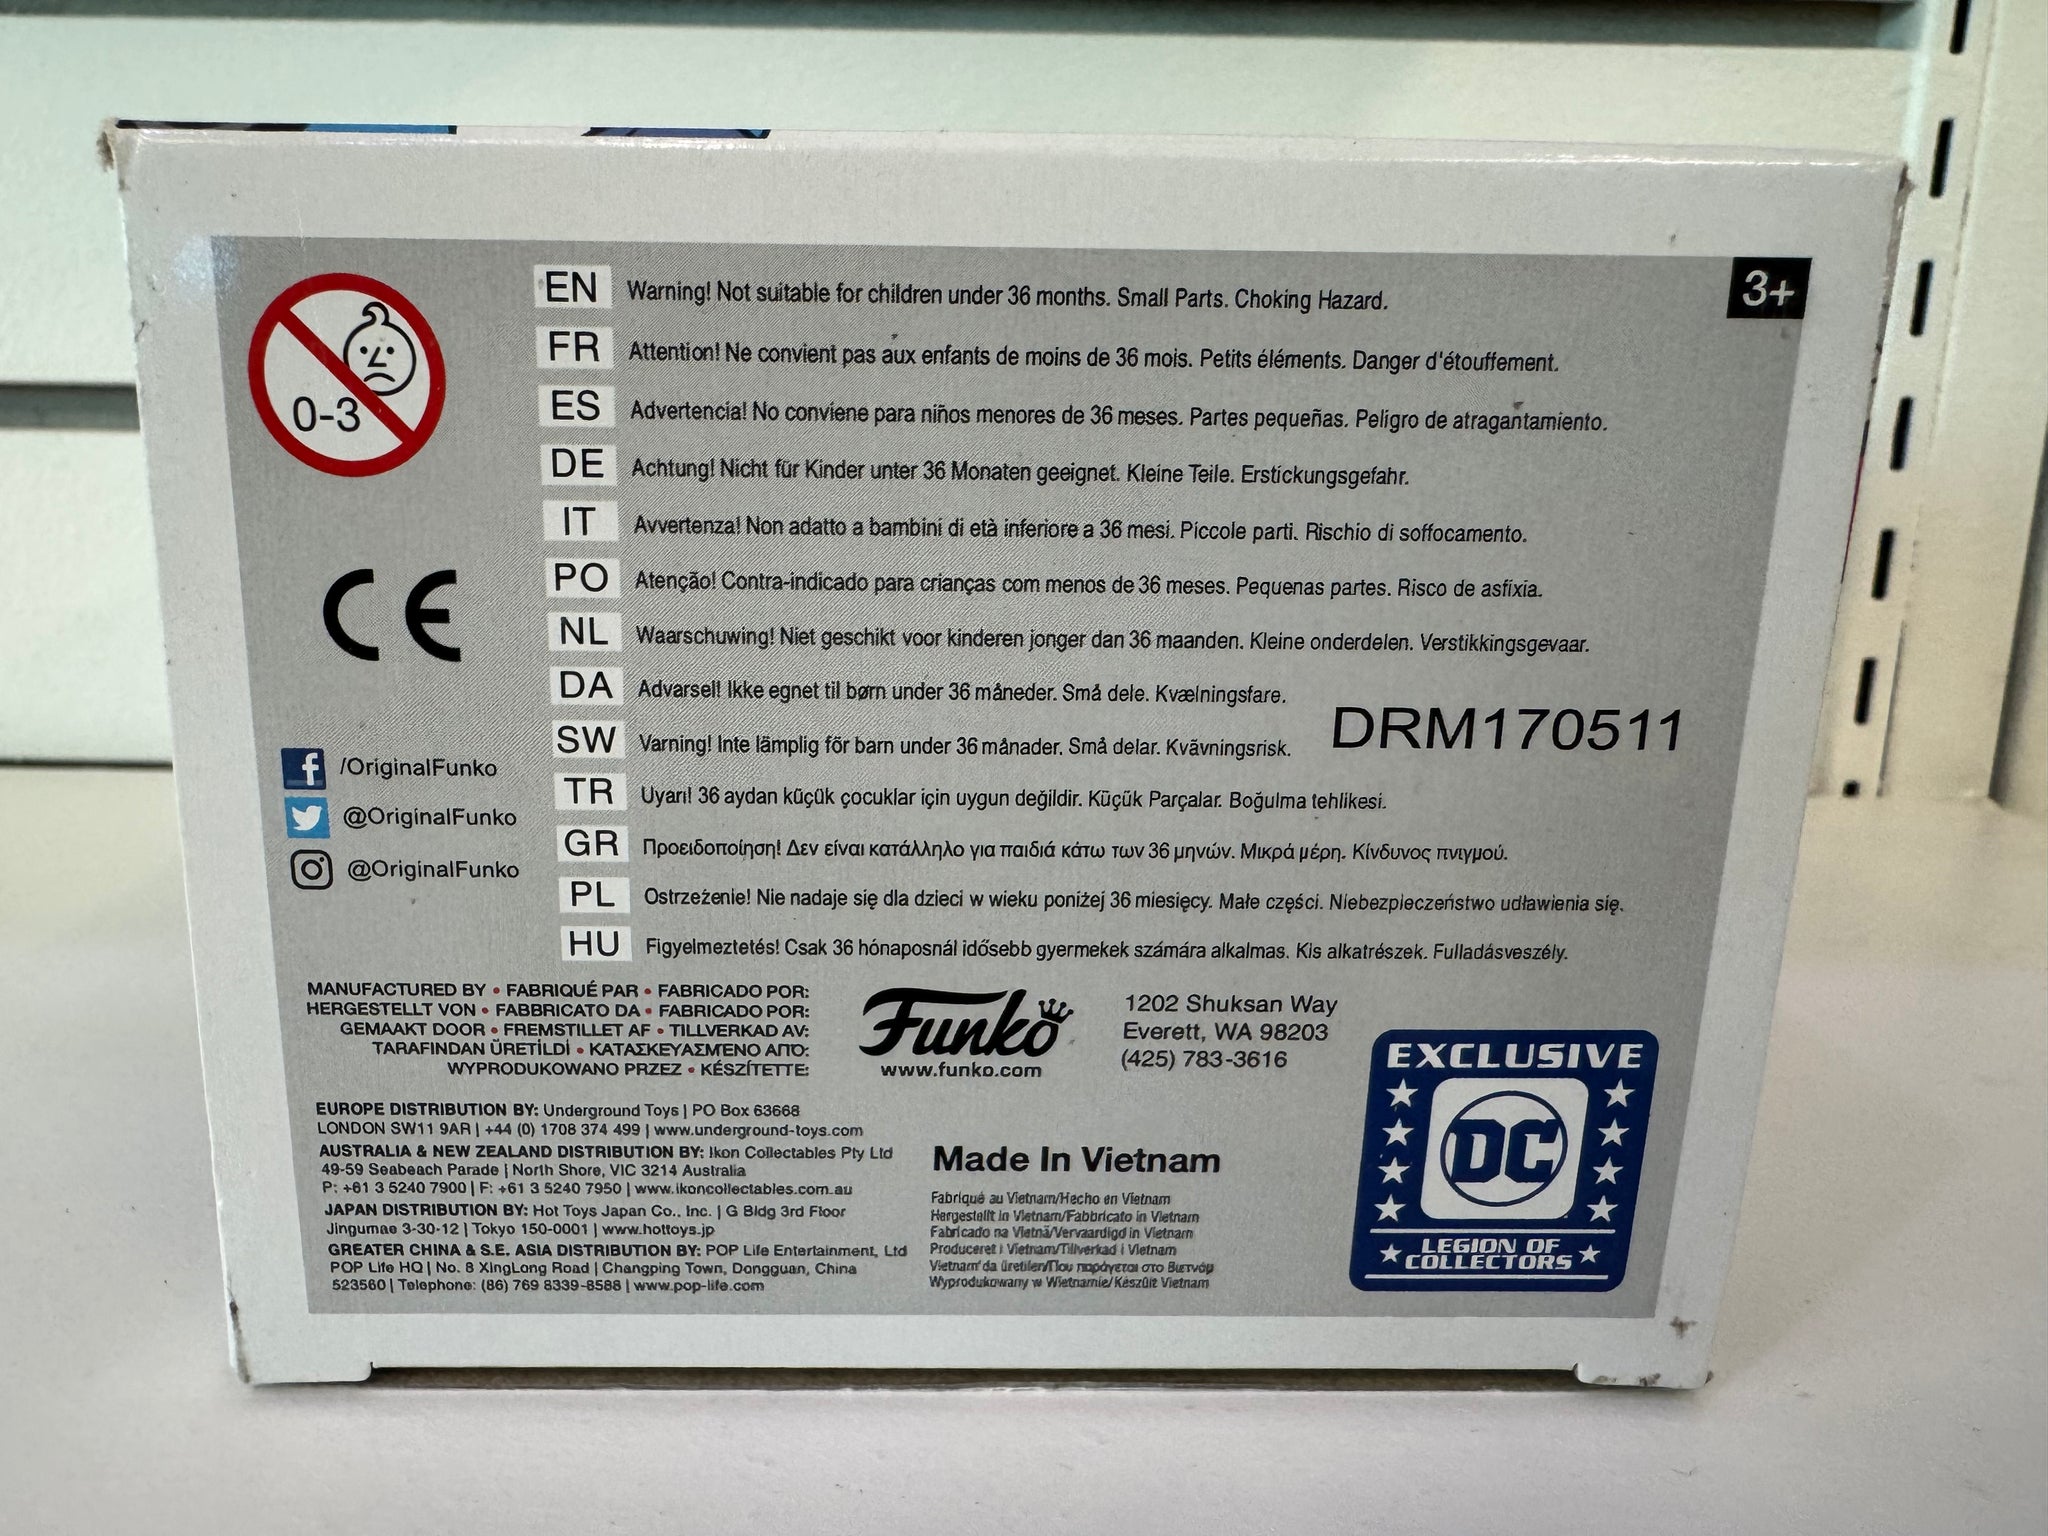 3+
0-3
EN Warning! Not suitable for children under 36 months. Small Parts. Choking Hazard.
FR Attention! Ne convient pas aux enfants de moins de 36 mois. Petits éléments. Danger d'étouffement.
ES Advertencia! No conviene para niños menores de 36 meses. Partes pequeñas. Peligro de atragantamiento.
DE Achtung! Nicht für Kinder unter 36 Monaten geeignet. Kleine Teile. Erstickungsgefahr.
IT Avvertenza! Non adatto a bambini di età inferiore a 36 mesi. Piccole parti. Rischio di soffocamento.
PO Atenção! Contra-indicado para crianças com menos de 36 meses. Pequenas partes. Risco de asfixia.
NL Waarschuwing! Niet geschikt voor kinderen jonger dan 36 maanden. Kleine onderdelen. Verstikkingsgevaar.
DA Advarsel! Ikke egnet til børn under 36 måneder. Små dele. Kvælningsfare.
SW Varning! Inte lämplig för barn under 36 månader. Små delar. Kvävningsrisk.
TR Uyarı! 36 aydan küçük çocuklar için uygun değildir. Küçük Parçalar. Boğulma tehlikesi.
GR Προειδοποίηση! Δεν είναι κατάλληλο για παιδιά κάτω των 36 μηνών. Μικρά μέρη. Κίνδυνος πνιγμού.
PL Ostrzeżenie! Nie nadaje się dla dzieci w wieku poniżej 36 miesięcy. Małe części. Niebezpieczeństwo udławienia się.
HU Figyelmeztetés! Csak 36 hónaposnál idősebb gyermekek számára alkalmas. Kis alkatrészek. Fulladásveszély.
DRM170511
CE
/OriginalFunko
@OriginalFunko
@OriginalFunko
MANUFACTURED BY • FABRIQUÉ PAR • FABRICADO POR:
HERGESTELLT VON • FABBRICATO DA • FABRICADO POR:
GEMAAKT DOOR • FREMSTILLET AF • TILLVERKAD AV:
TARAFINDAN ÜRETİLDİ • ΚΑΤΑΣΚΕΥΑΣΜΈΝΟ ΑΠΌ:
WYPRODUKOWANO PRZEZ • KÉSZÍTETTE:
Funko
www.funko.com
1202 Shuksan Way
Everett, WA 98203
(425) 783-3616
EUROPE DISTRIBUTION BY: Underground Toys | PO Box 63668
LONDON SW11 9AR | +44 (0) 1708 374 499 | www.underground-toys.com
AUSTRALIA & NEW ZEALAND DISTRIBUTION BY: Ikon Collectables Pty Ltd
49-59 Seabeach Parade | North Shore, VIC 3214 Australia
P: +61 3 5240 7900 | F: +61 3 5240 7950 | www.ikoncollectables.com.au
JAPAN DISTRIBUTION BY: Hot Toys Japan Co., Inc. | G Bldg 3rd Floor
Jingumae 3-30-12 | Tokyo 150-0001 | www.hottoys.jp
GREATER CHINA & S.E. ASIA DISTRIBUTION BY: POP Life Entertainment, Ltd
POP Life HQ | No. 8 XingLong Road | Changping Town, Dongguan, China
523560 | Telephone: (86) 769 8339-8588 | www.pop-life.com
Made In Vietnam
Fabriqué au Vietnam/Hecho en Vietnam
Hergestellt in Vietnam/Fabbricato in Vietnam
Fabricado na Vietnã/Vervaardigd in Vietnam
Produceret i Vietnam/Tillverkad i Vietnam
Vietnam'da üretilen/Που παράγεται στο Βιετνάμ
Wyprodukowany w Wietnamie/Készült Vietnam
EXCLUSIVE
DC
LEGION OF
COLLECTORS